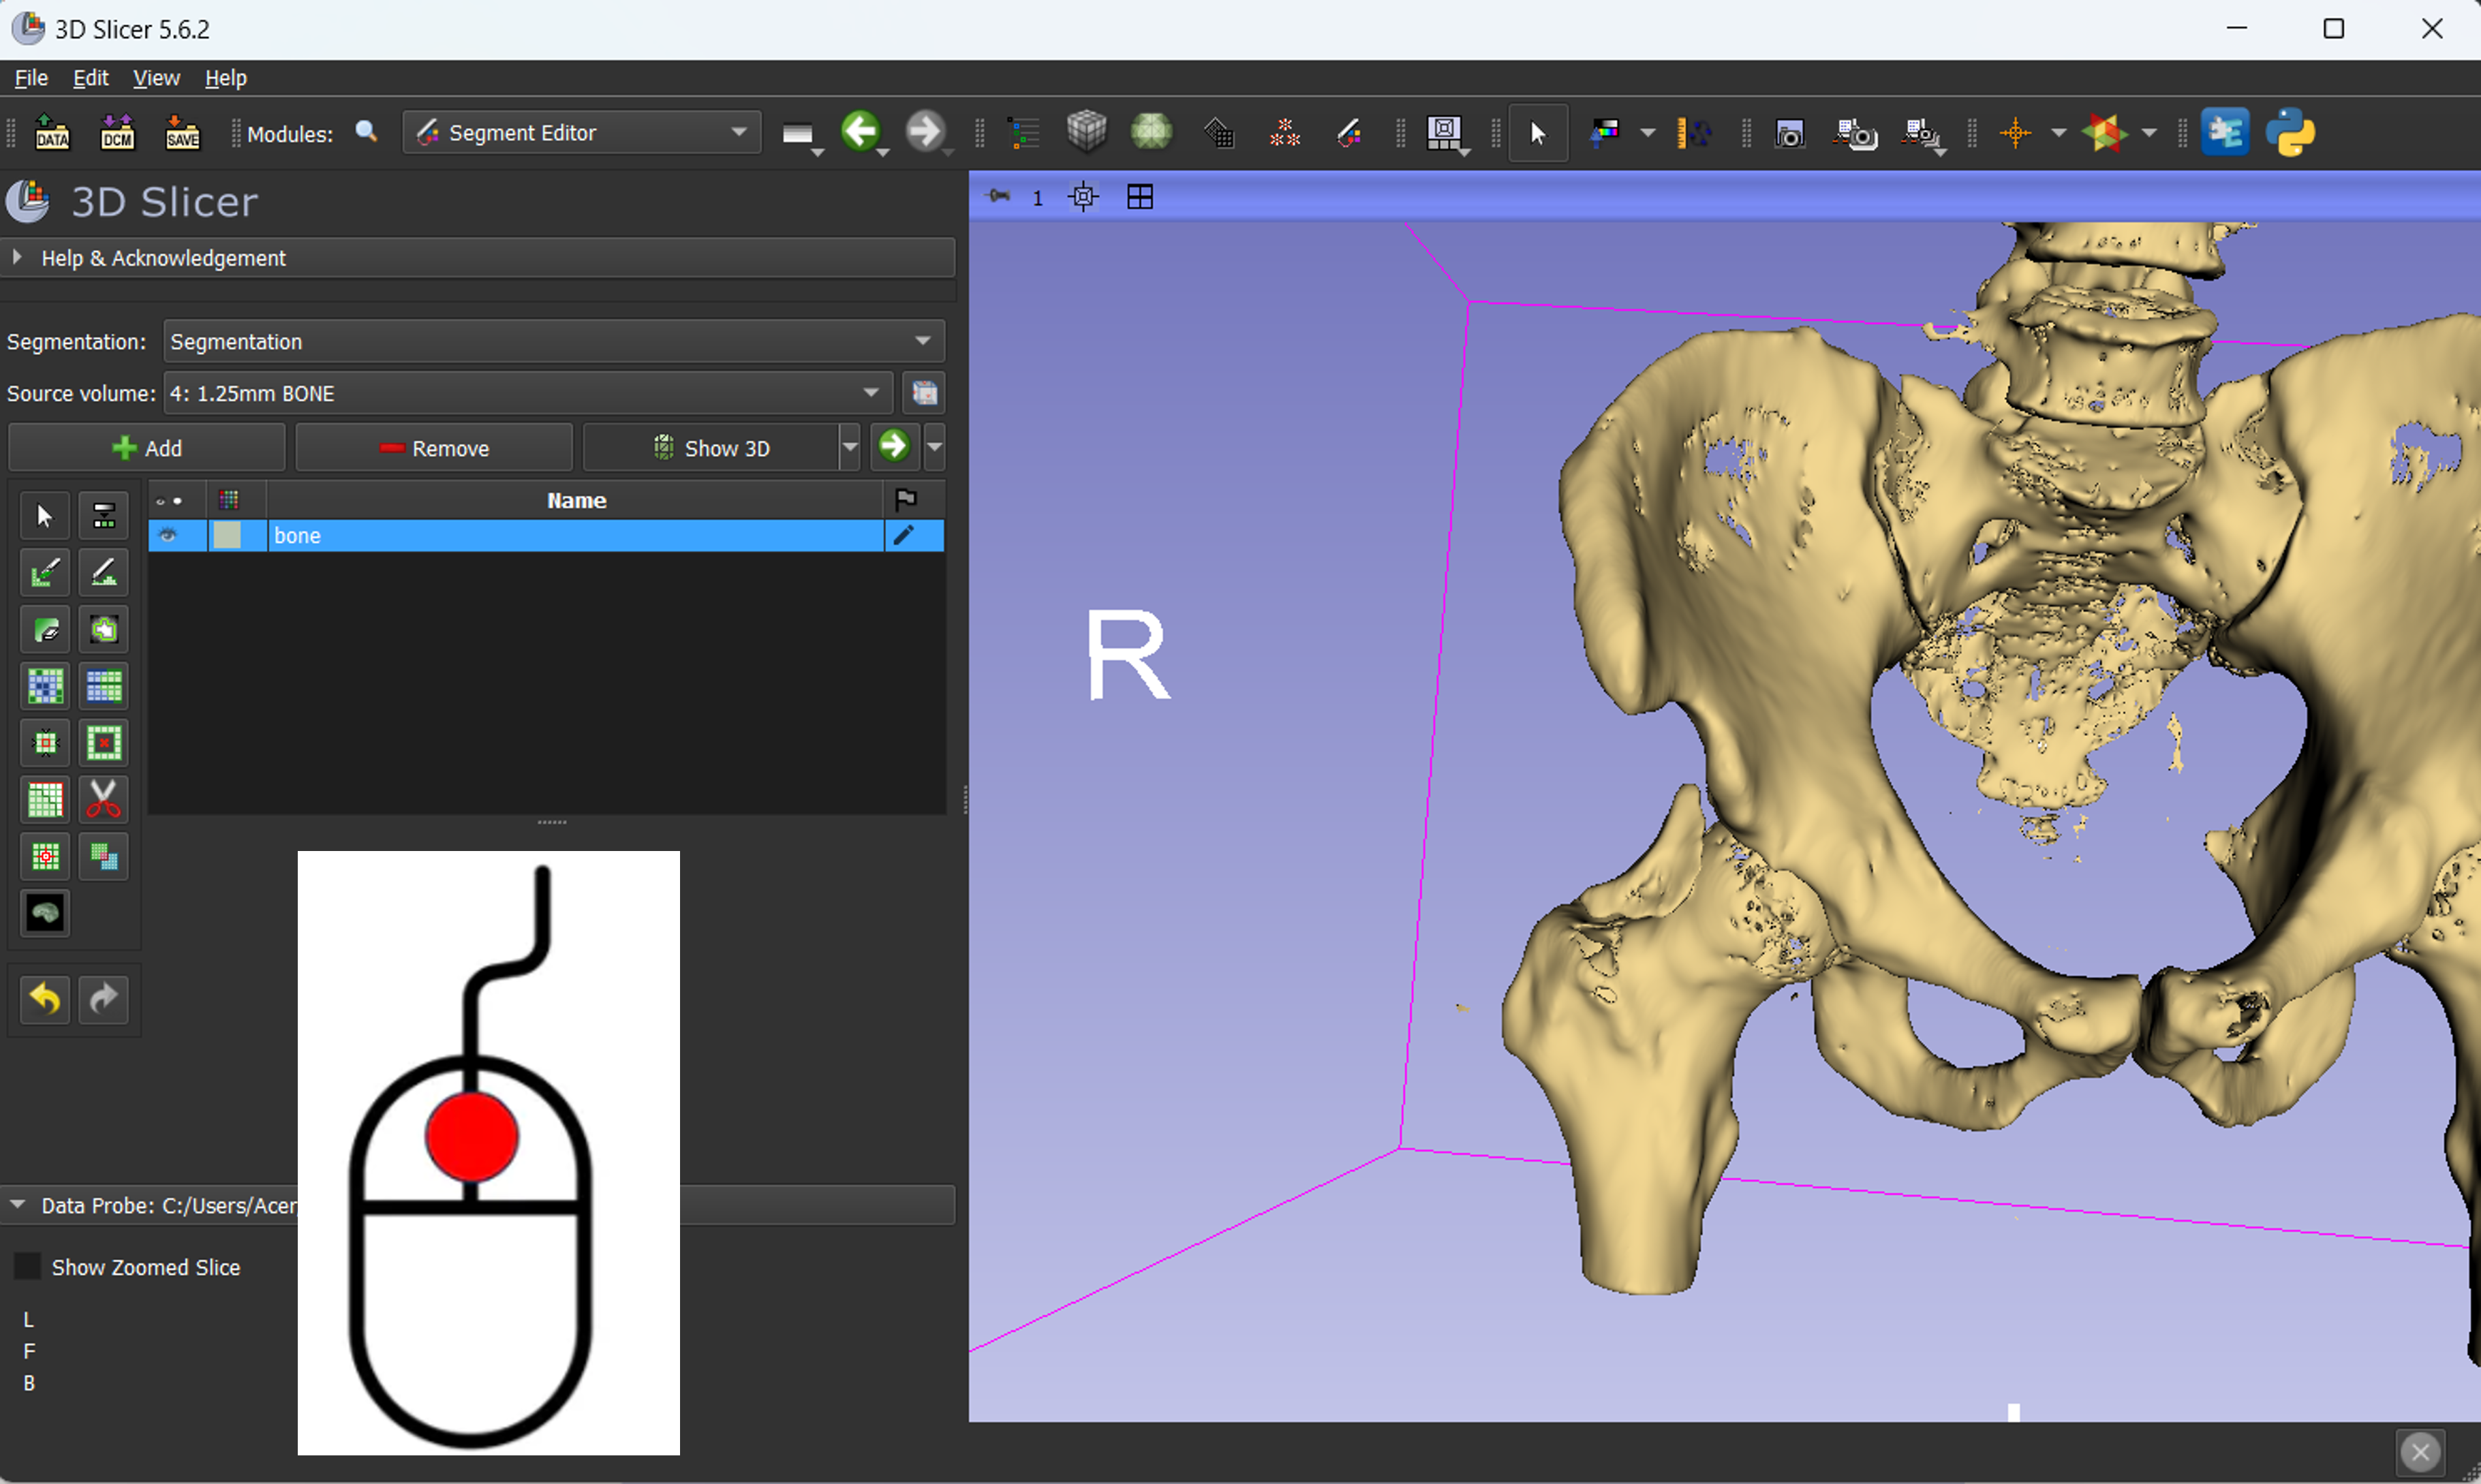 3D Slicer 5.6.2
File Edit View Help
DATA DCM SAVE Modules: Segment Editor
3D Slicer
1
Help & Acknowledgement
Segmentation: Segmentation
Source volume: 4: 1.25mm BONE
Add Remove Show 3D
Name
bone
R
Data Probe: C:/Users/Acer
Show Zoomed Slice
L
F
B